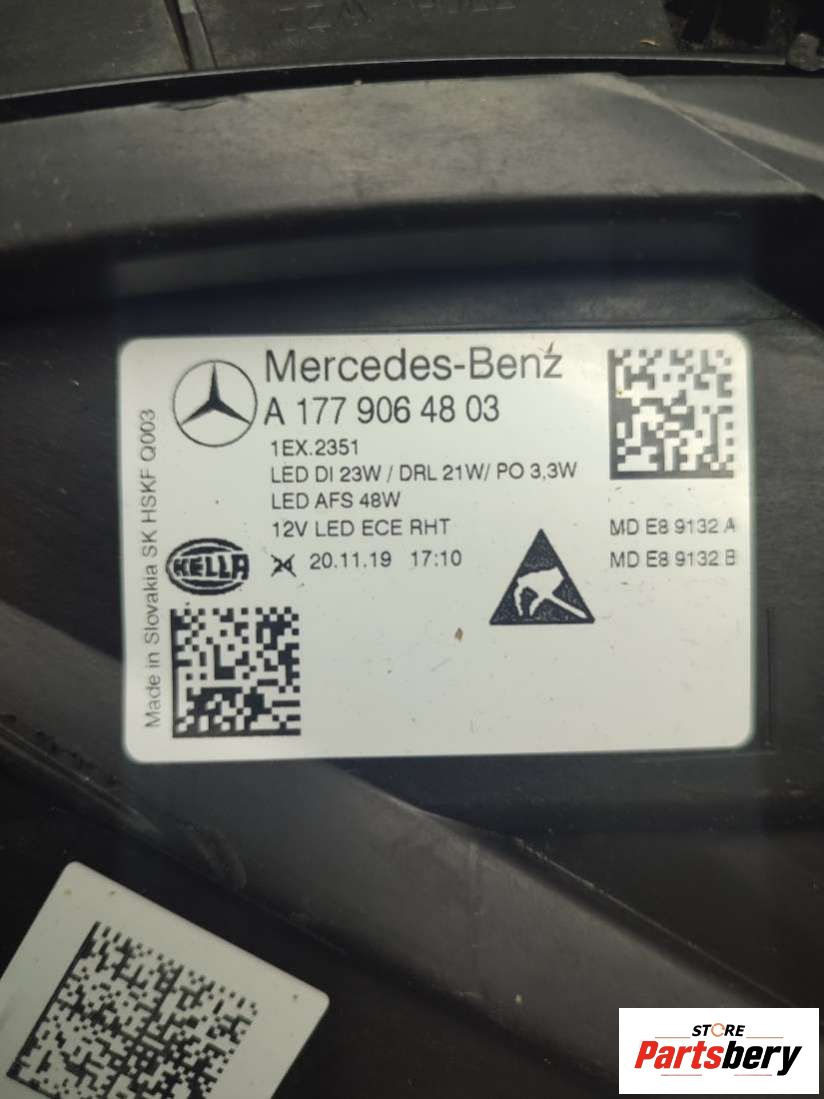 Mercedes-Benz
A 177 906 48 03
1EX.2351
LED DI 23W / DRL 21W/ PO 3,3W
LED AFS 48W
12V LED ECE RHT
MD E8 9132 A
HELLA
24
20.11.19 17:10
MD E8 9132 B
Made in Slovakia SK HSKF Q003
STORE
Partsbery